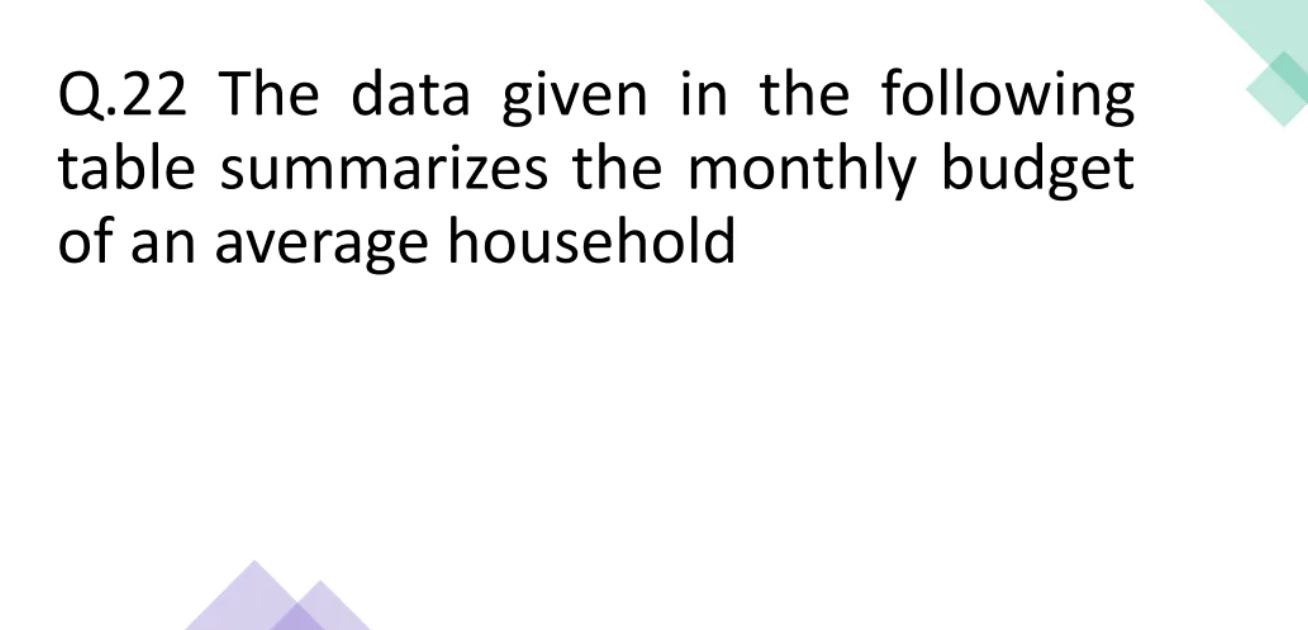 Q.22 The data given in the following
table summarizes the monthly budget
of an average household